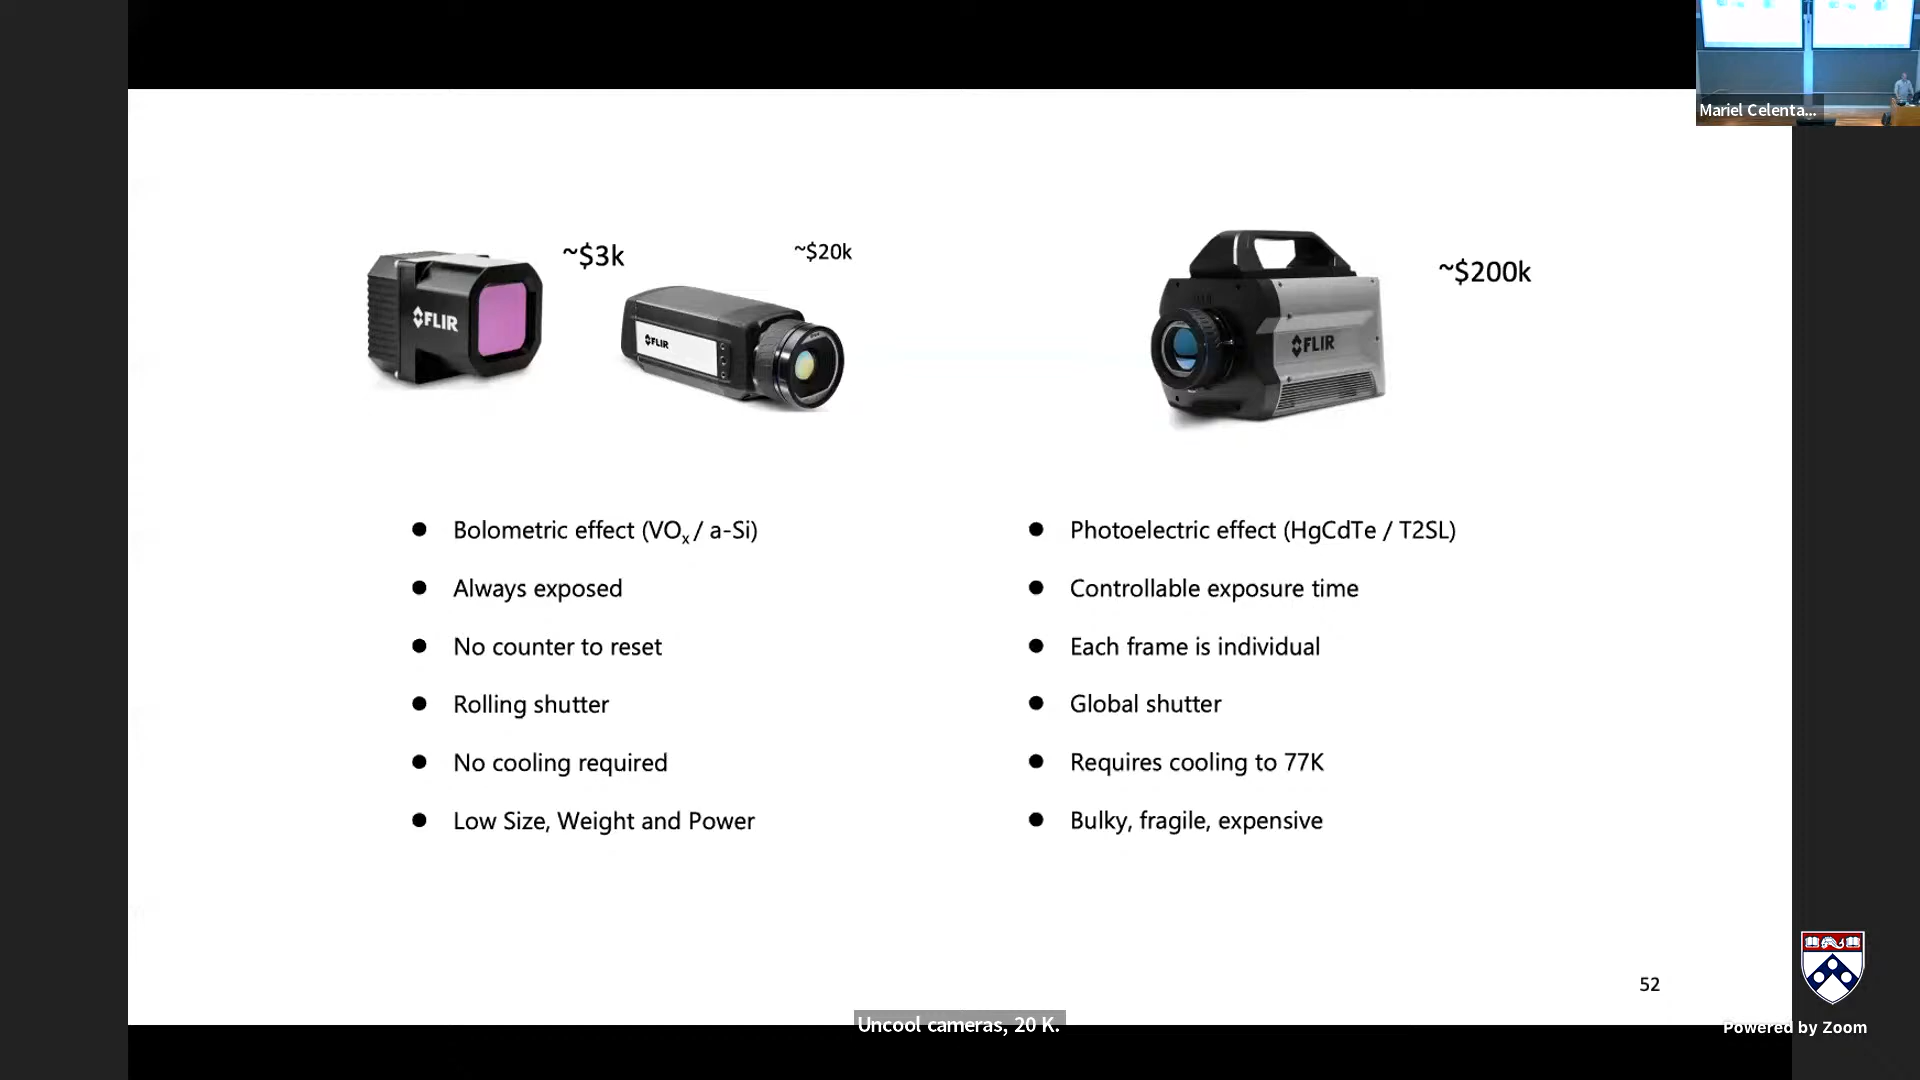 Mariel Celenta...
~$3k
~$20k
~$200k
FLIR
FLIR
FLIR
● Bolometric effect (VOx / a-Si)
● Always exposed
● No counter to reset
● Rolling shutter
● No cooling required
● Low Size, Weight and Power
● Photoelectric effect (HgCdTe / T2SL)
● Controllable exposure time
● Each frame is individual
● Global shutter
● Requires cooling to 77K
● Bulky, fragile, expensive
52
Uncool cameras, 20 K.
Powered by Zoom